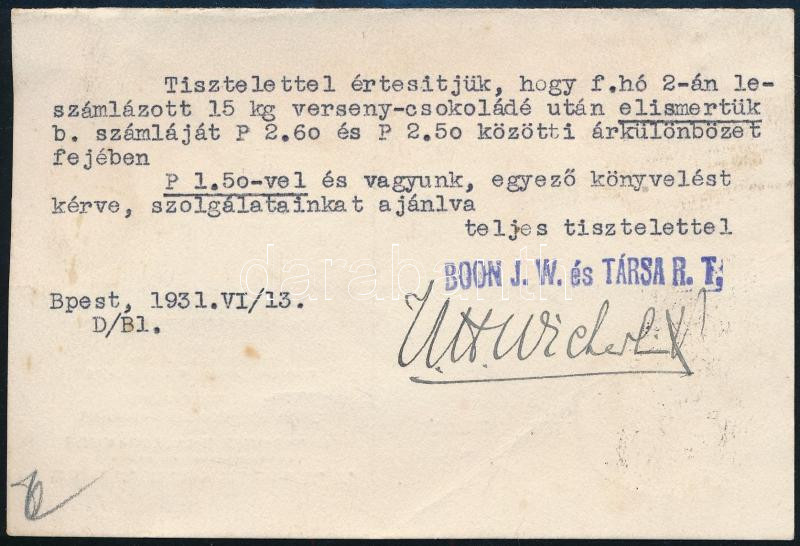 Tisztelettel értesitjük, hogy f.hó 2-án le-
számlázott 15 kg verseny-csokoládé után elismertük
b. számláját P 2.6o és P 2.5o közötti árkülönbözet
fejében
P 1.5o-vel és vagyunk, egyező könyvelést
kérve, szolgálatainkat ajánlva
teljes tisztelettel
BOON J. W. és TÁRSA R. T.
Bpest, 1931.VI/13.
D/Bl.